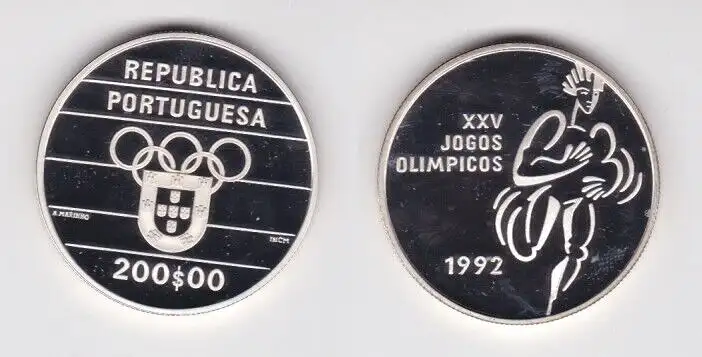 REPUBLICA
PORTUGUESA
A.MARINHO
INCM
200$00
XXV
JOGOS
OLIMPICOS
1992